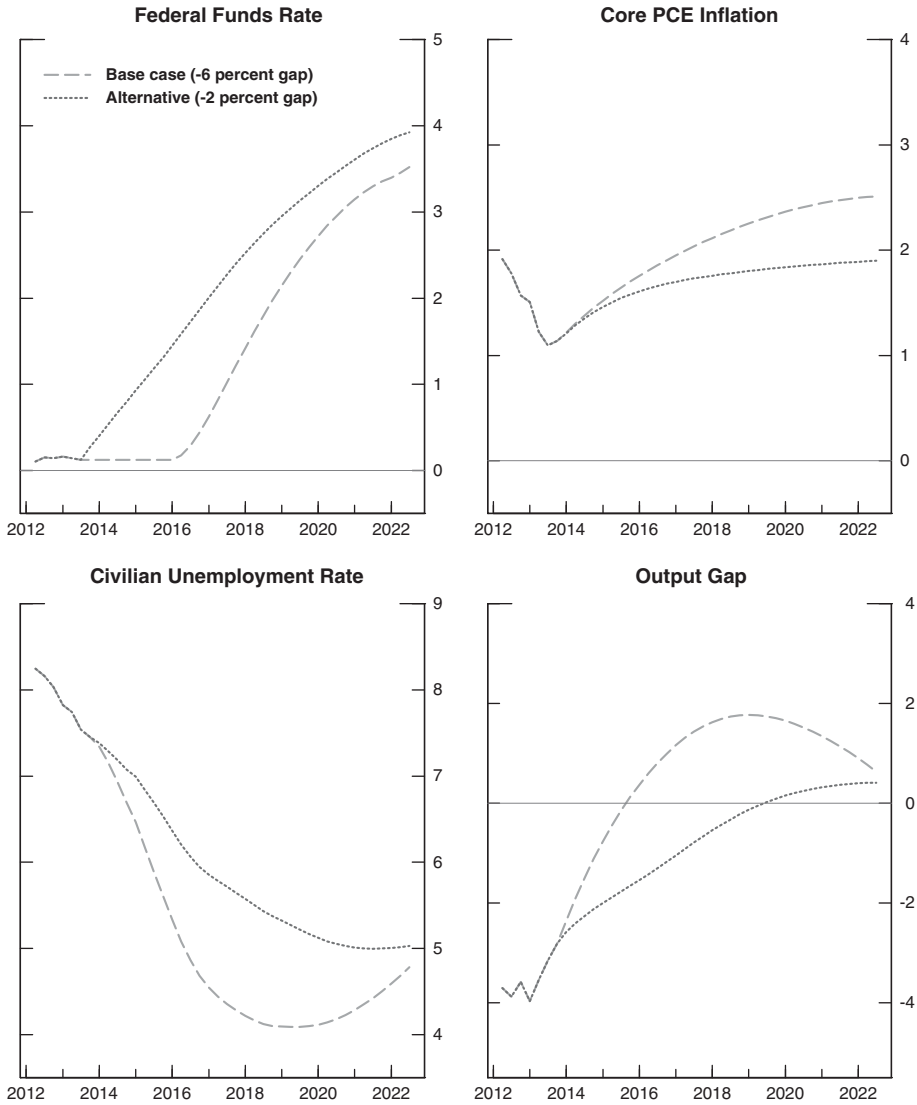 Federal Funds Rate
Base case (-6 percent gap)
Alternative (-2 percent gap)
5
4
3
2
1
0
2012 2014 2016 2018 2020 2022
Core PCE Inflation
4
3
2
1
0
2012 2014 2016 2018 2020 2022
Civilian Unemployment Rate
9
8
7
6
5
4
2012 2014 2016 2018 2020 2022
Output Gap
4
2
0
-2
-4
2012 2014 2016 2018 2020 2022